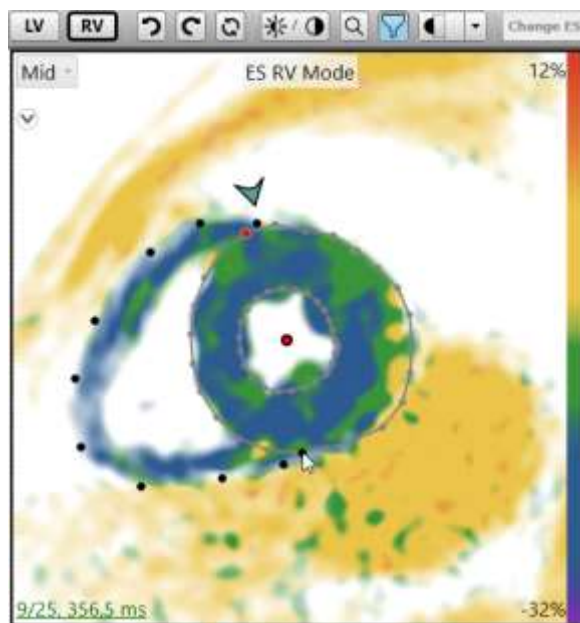 LV RV / Change ES
Mid ES RV Mode 12%
9/25, 356,5 ms -32%